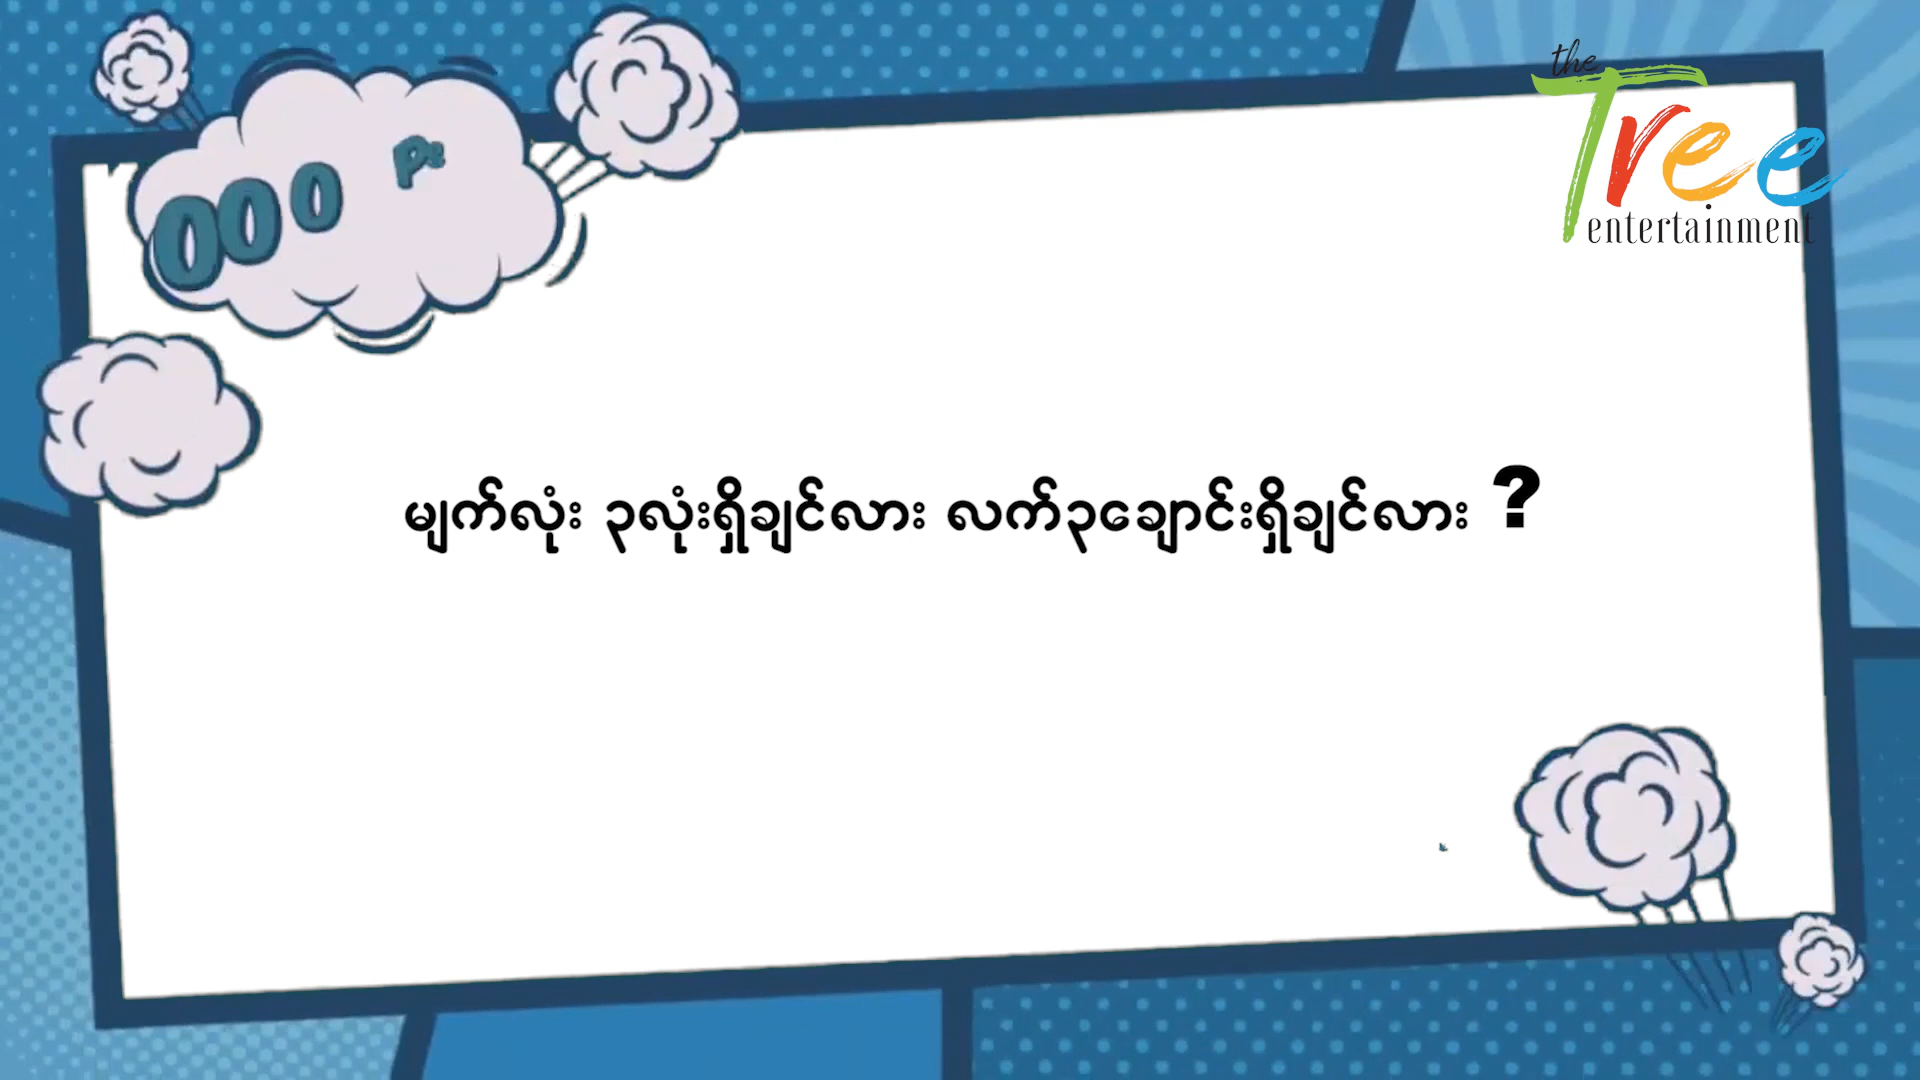 the
Tree
entertainment
000 Pt
မျက်လုံး ၃လုံးရှိချင်လား လက်၃ချောင်းရှိချင်လား ?